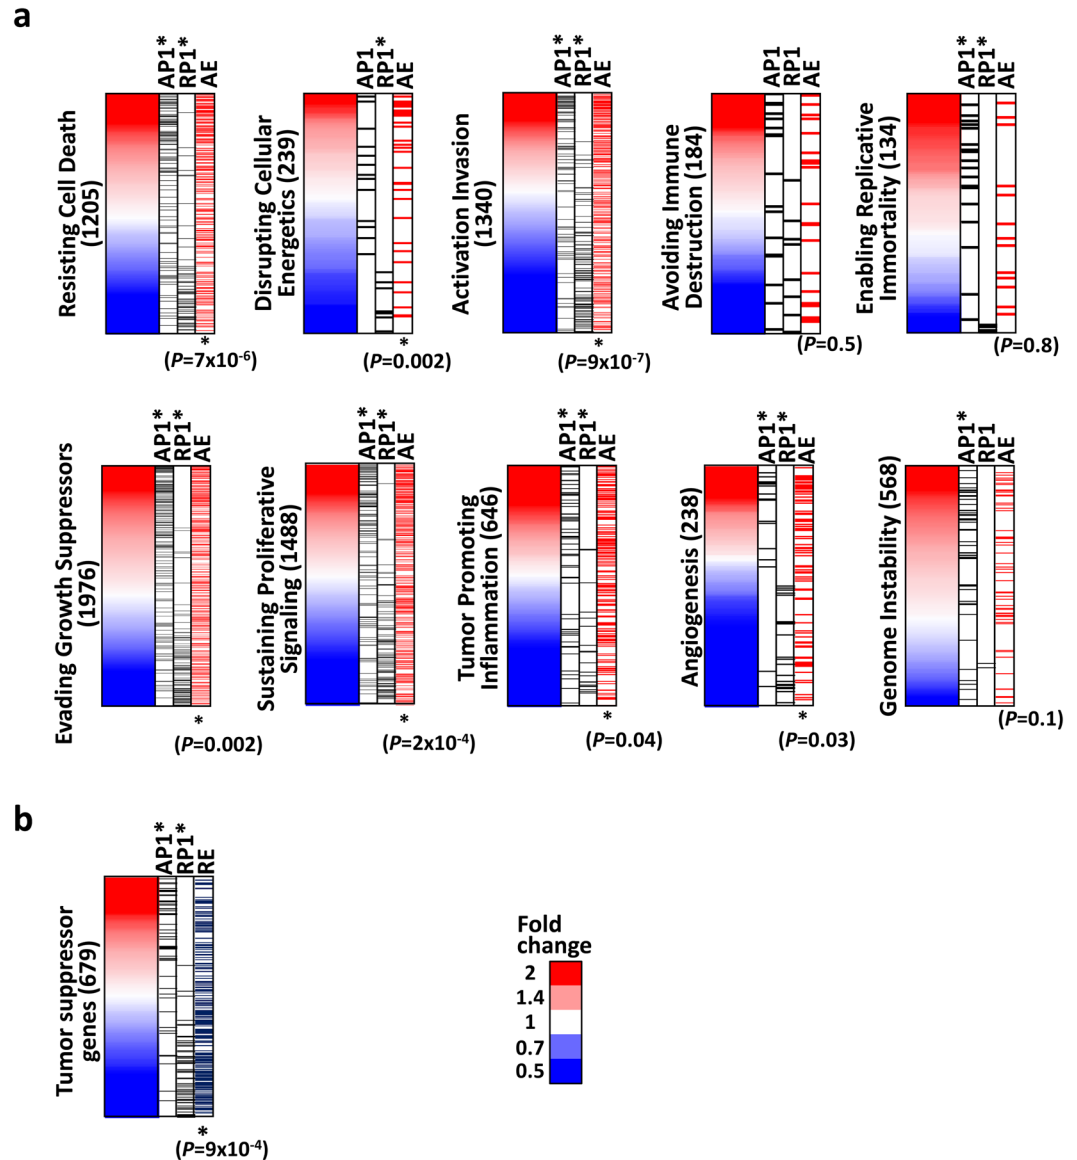 a
AP1*
RP1*
AE
Resisting Cell Death
(1205)
*
(P=7x10-6)
AP1
RP1*
AE
Disrupting Cellular
Energetics (239)
*
(P=0.002)
AP1*
RP1*
AE
Activation Invasion
(1340)
*
(P=9x10-7)
AP1
RP1
AE
Avoiding Immune
Destruction (184)
(P=0.5)
AP1*
RP1*
AE
Enabling Replicative
Immortality (134)
(P=0.8)
AP1*
RP1*
AE
Evading Growth Suppressors
(1976)
*
(P=0.002)
AP1*
RP1*
AE
Sustaining Proliferative
Signaling (1488)
*
(P=2x10-4)
AP1*
RP1*
AE
Tumor Promoting
Inflammation (646)
*
(P=0.04)
AP1*
RP1*
AE
Angiogenesis (238)
*
(P=0.03)
AP1*
RP1
AE
Genome Instability (568)
(P=0.1)
b
AP1*
RP1*
RE
Tumor suppressor
genes (679)
*
(P=9x10-4)
Fold
change
2
1.4
1
0.7
0.5